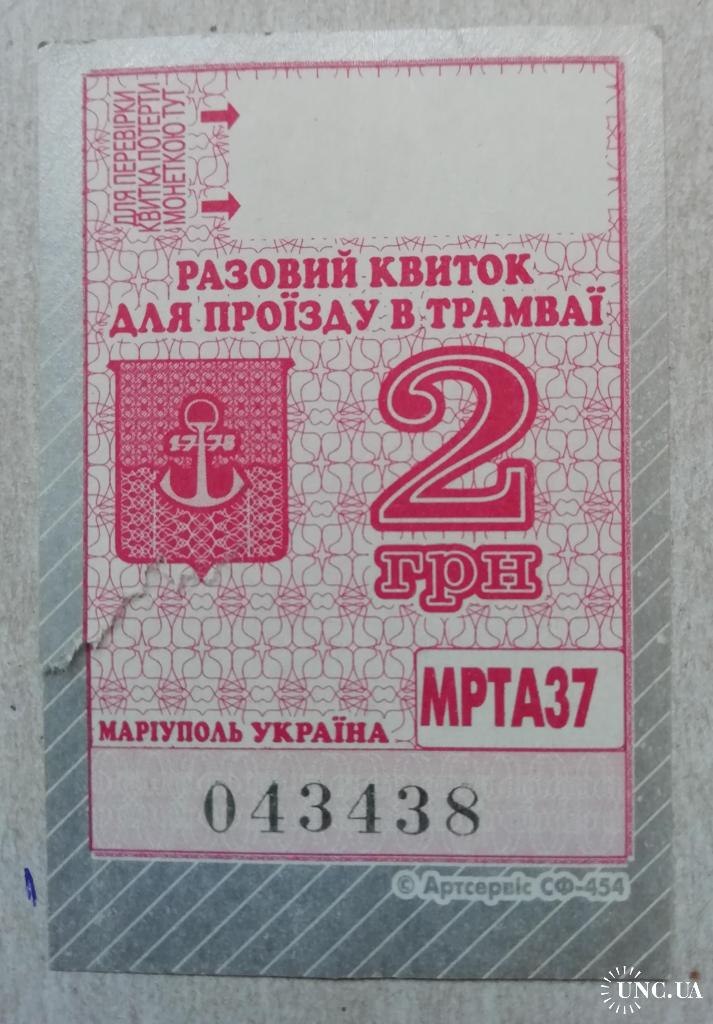 ДЛЯ ПЕРЕВІРКИ
КВИТКА ПОТЕРТИ
МОНЕТКОЮ ТУТ
РАЗОВИЙ КВИТОК
ДЛЯ ПРОЇЗДУ В ТРАМВАЇ
1778
2
грн
МРТА37
МАРІУПОЛЬ УКРАЇНА
043438
© Артсервіс СФ-454
UNC.UA